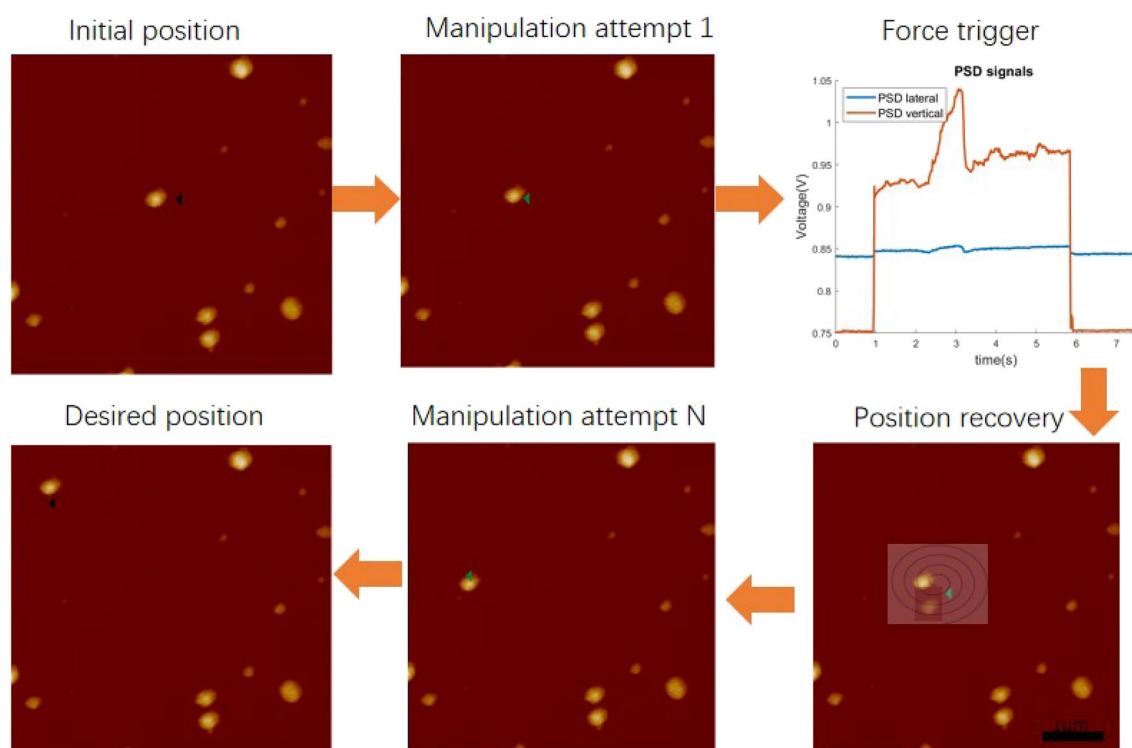 Initial position
Manipulation attempt 1
Force trigger
PSD signals
1.05
1
0.95
0.9
0.85
0.8
0.75
Voltage(V)
PSD lateral
PSD vertical
0 1 2 3 4 5 6 7
time(s)
Desired position
Manipulation attempt N
Position recovery
1μm